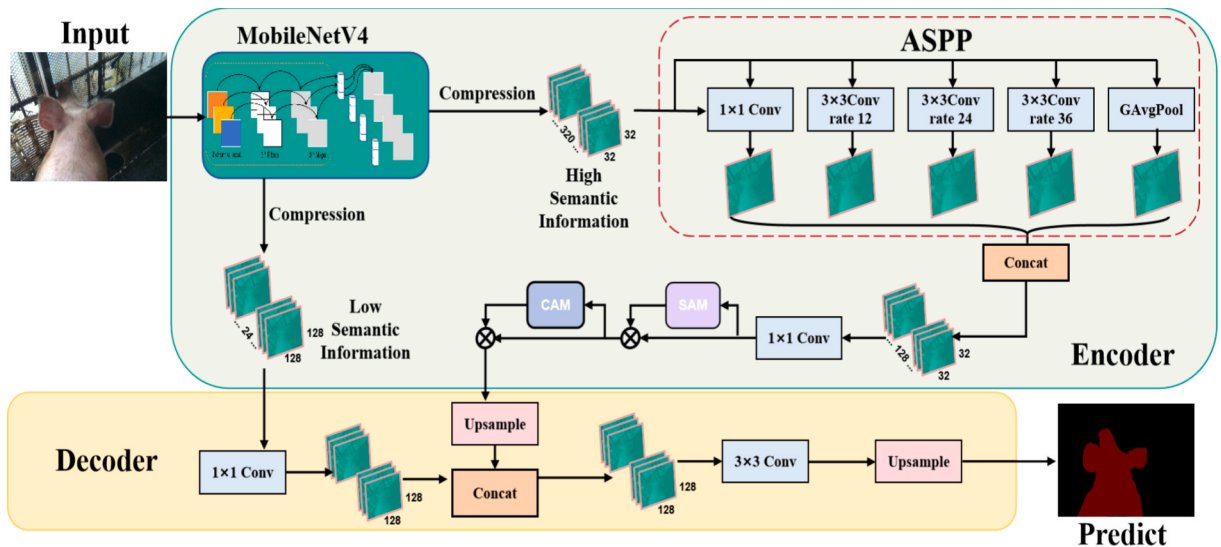 Input
MobileNetV4
ASPP
Compression
1×1 Conv
3×3Conv
rate 12
3×3Conv
rate 24
3×3Conv
rate 36
GAvgPool
... 320 ...
32
32
High
Semantic
Information
Compression
Concat
... 24 ...
128
128
Low
Semantic
Information
CAM
SAM
1×1 Conv
... 128 ...
32
32
Encoder
Decoder
1×1 Conv
128
128
Upsample
Concat
128
128
3×3 Conv
Upsample
Predict